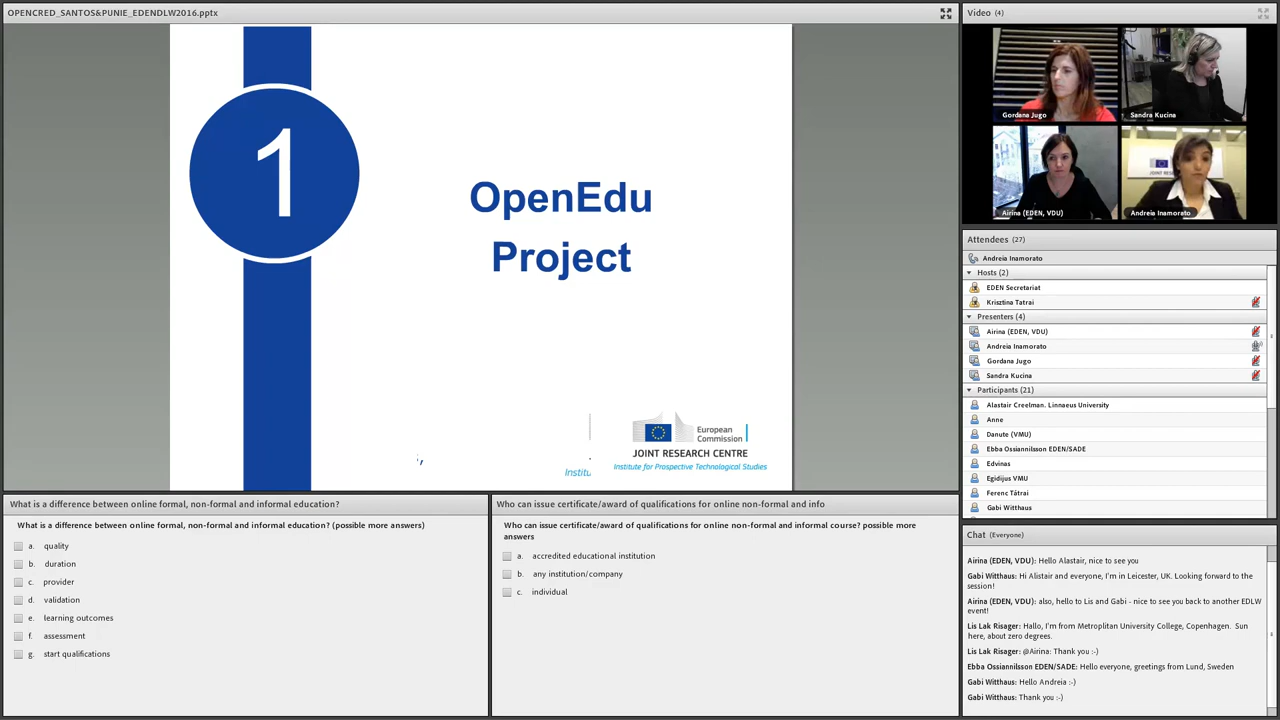 OPENCRED_SANTOS&PUNIE_EDENDLW2016.pptx
1
OpenEdu
Project
European
Commission
JOINT RESEARCH CENTRE
Institute for Prospective Technological Studies
What is a difference between online formal, non-formal and informal education?
What is a difference between online formal, non-formal and informal education? (possible more answers)
a. quality
b. duration
c. provider
d. validation
e. learning outcomes
f. assessment
g. start qualifications
Who can issue certificate/award of qualifications for online non-formal and info
Who can issue certificate/award of qualifications for online non-formal and informal course? possible more
answers
a. accredited educational institution
b. any institution/company
c. individual
Video (4)
Gordana Jugo
Sandra Kucina
Airina (EDEN, VDU)
Andreia Inamorato
Attendees (27)
Andreia Inamorato
Hosts (2)
EDEN Secretariat
Krisztina Tatrai
Presenters (4)
Airina (EDEN, VDU)
Andreia Inamorato
Gordana Jugo
Sandra Kucina
Participants (21)
Alastair Creelman. Linnaeus University
Anne
Danute (VMU)
Ebba Ossiannilsson EDEN/SADE
Edvinas
Egidijus VMU
Ferenc Tátrai
Gabi Witthaus
Chat (Everyone)
Airina (EDEN, VDU): Hello Alastair, nice to see you
Gabi Witthaus: Hi Alistair and everyone, I'm in Leicester, UK. Looking forward to the
session!
Airina (EDEN, VDU): also, hello to Lis and Gabi - nice to see you back to another EDLW
event!
Lis Lak Risager: Hallo, I'm from Metroplitan University College, Copenhagen. Sun
here, about zero degrees.
Lis Lak Risager: @Airina: Thank you :-)
Ebba Ossiannilsson EDEN/SADE: Hello everyone, greetings from Lund, Sweden
Gabi Witthaus: Hello Andreia :-)
Gabi Witthaus: Thank you :-)